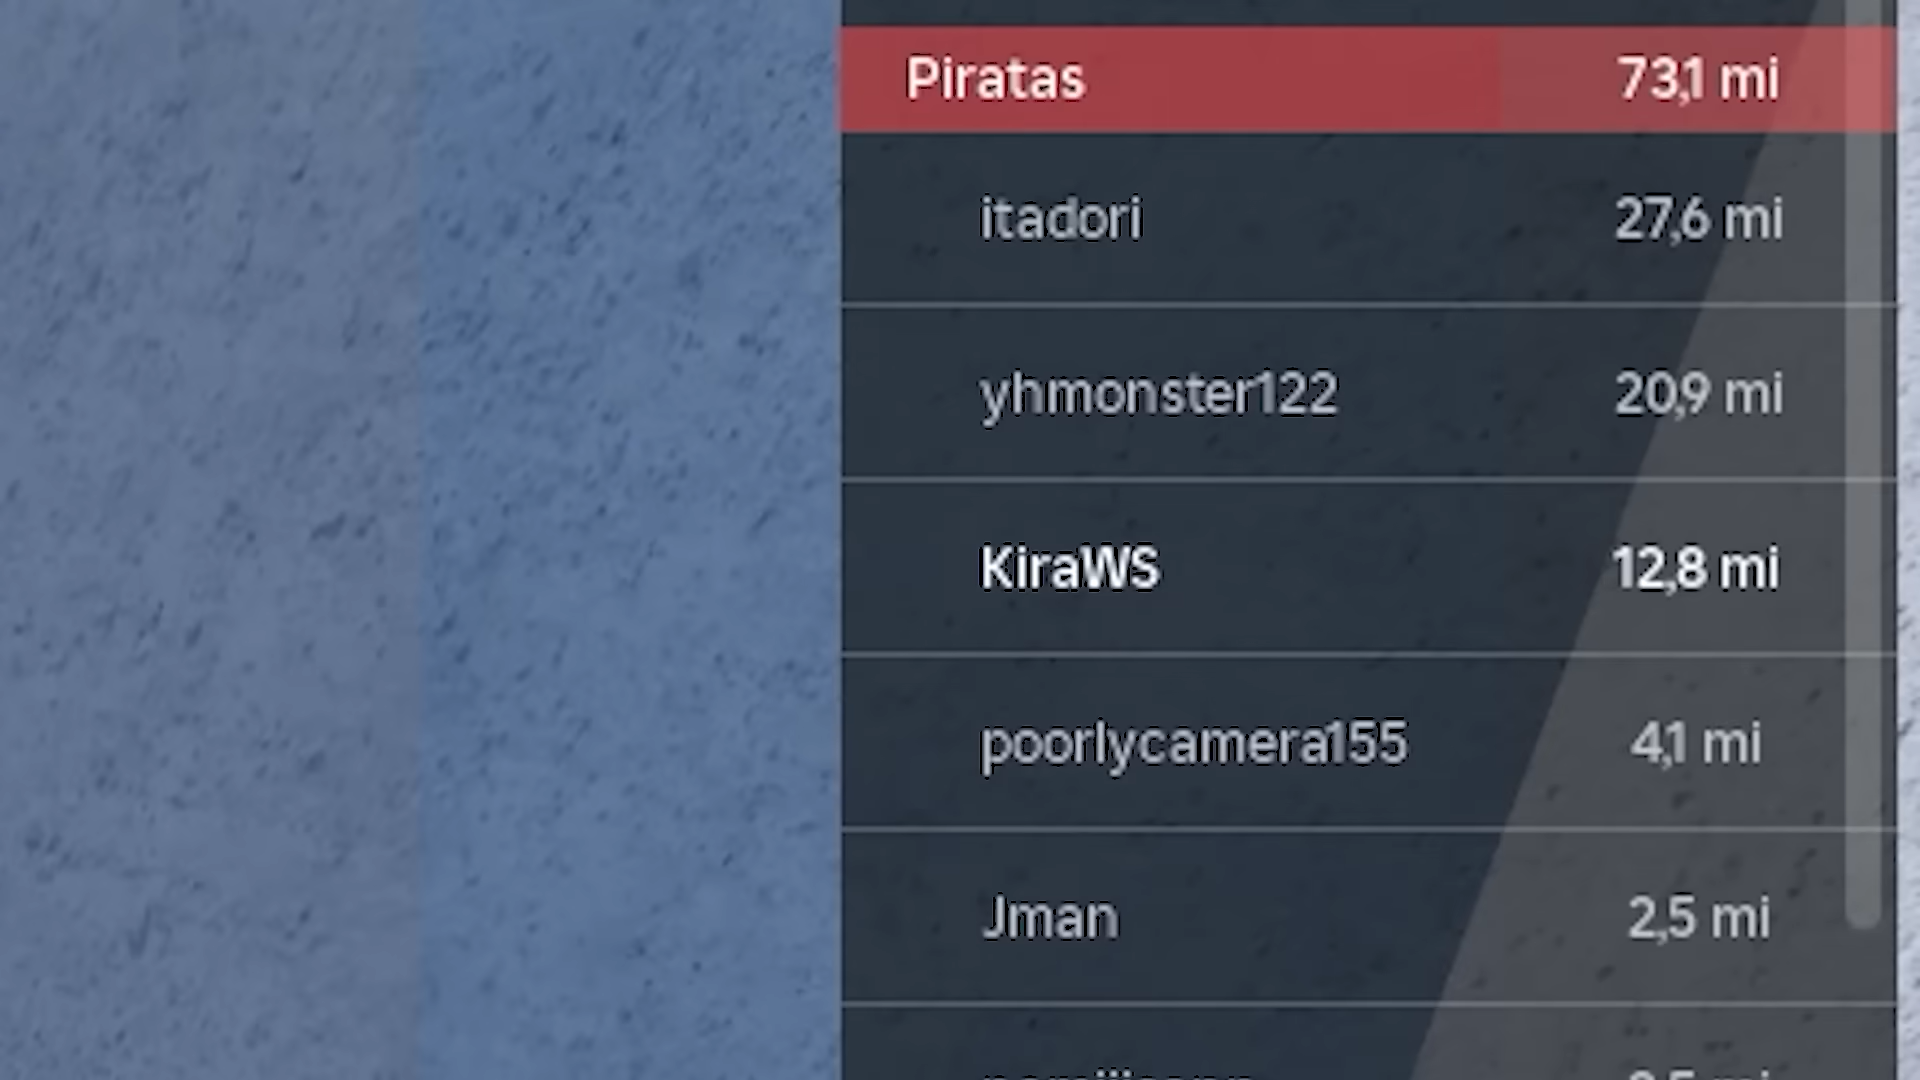 Piratas 73,1 mi
itadori 27,6 mi
yhmonster122 20,9 mi
KiraWS 12,8 mi
poorlycamera155 4,1 mi
Jman 2,5 mi